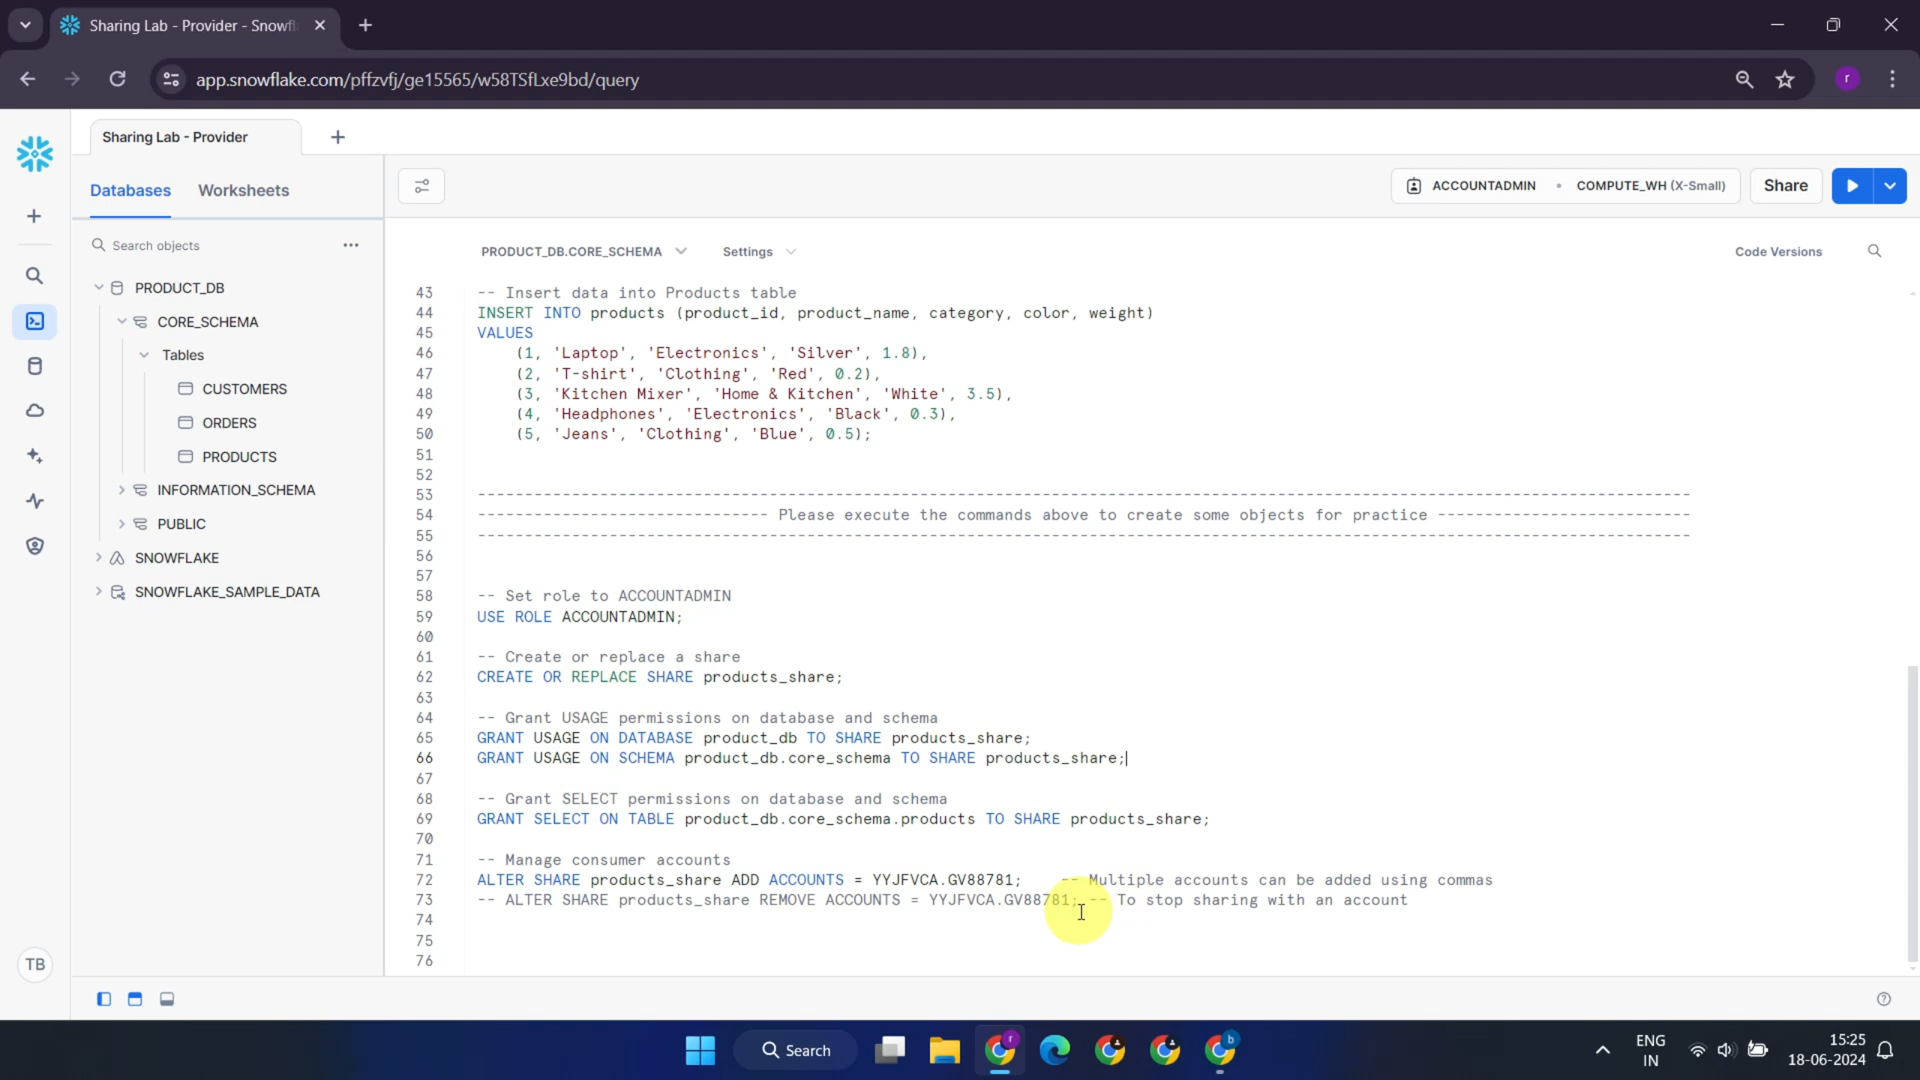 Sharing Lab - Provider - Snowfl
app.snowflake.com/pffzvfj/ge15565/w58TSfLxe9bd/query
r
Sharing Lab - Provider
Databases
Worksheets
ACCOUNTADMIN
COMPUTE_WH (X-Small)
Share
Search objects
PRODUCT_DB.CORE_SCHEMA
Settings
Code Versions
PRODUCT_DB
CORE_SCHEMA
Tables
CUSTOMERS
ORDERS
PRODUCTS
INFORMATION_SCHEMA
PUBLIC
SNOWFLAKE
SNOWFLAKE_SAMPLE_DATA
TB
43 -- Insert data into Products table
44 INSERT INTO products (product_id, product_name, category, color, weight)
45 VALUES
46 (1, 'Laptop', 'Electronics', 'Silver', 1.8),
47 (2, 'T-shirt', 'Clothing', 'Red', 0.2),
48 (3, 'Kitchen Mixer', 'Home & Kitchen', 'White', 3.5),
49 (4, 'Headphones', 'Electronics', 'Black', 0.3),
50 (5, 'Jeans', 'Clothing', 'Blue', 0.5);
51
52
53 ---------------------------------------------------------------------------------------------------------------------------------
54 ------------------------------- Please execute the commands above to create some objects for practice ---------------------------
55 ---------------------------------------------------------------------------------------------------------------------------------
56
57
58 -- Set role to ACCOUNTADMIN
59 USE ROLE ACCOUNTADMIN;
60
61 -- Create or replace a share
62 CREATE OR REPLACE SHARE products_share;
63
64 -- Grant USAGE permissions on database and schema
65 GRANT USAGE ON DATABASE product_db TO SHARE products_share;
66 GRANT USAGE ON SCHEMA product_db.core_schema TO SHARE products_share;
67
68 -- Grant SELECT permissions on database and schema
69 GRANT SELECT ON TABLE product_db.core_schema.products TO SHARE products_share;
70
71 -- Manage consumer accounts
72 ALTER SHARE products_share ADD ACCOUNTS = YYJFVCA.GV88781; -- Multiple accounts can be added using commas
73 -- ALTER SHARE products_share REMOVE ACCOUNTS = YYJFVCA.GV88781; -- To stop sharing with an account
74
75
76
Search
r
b
ENG
IN
15:25
18-06-2024